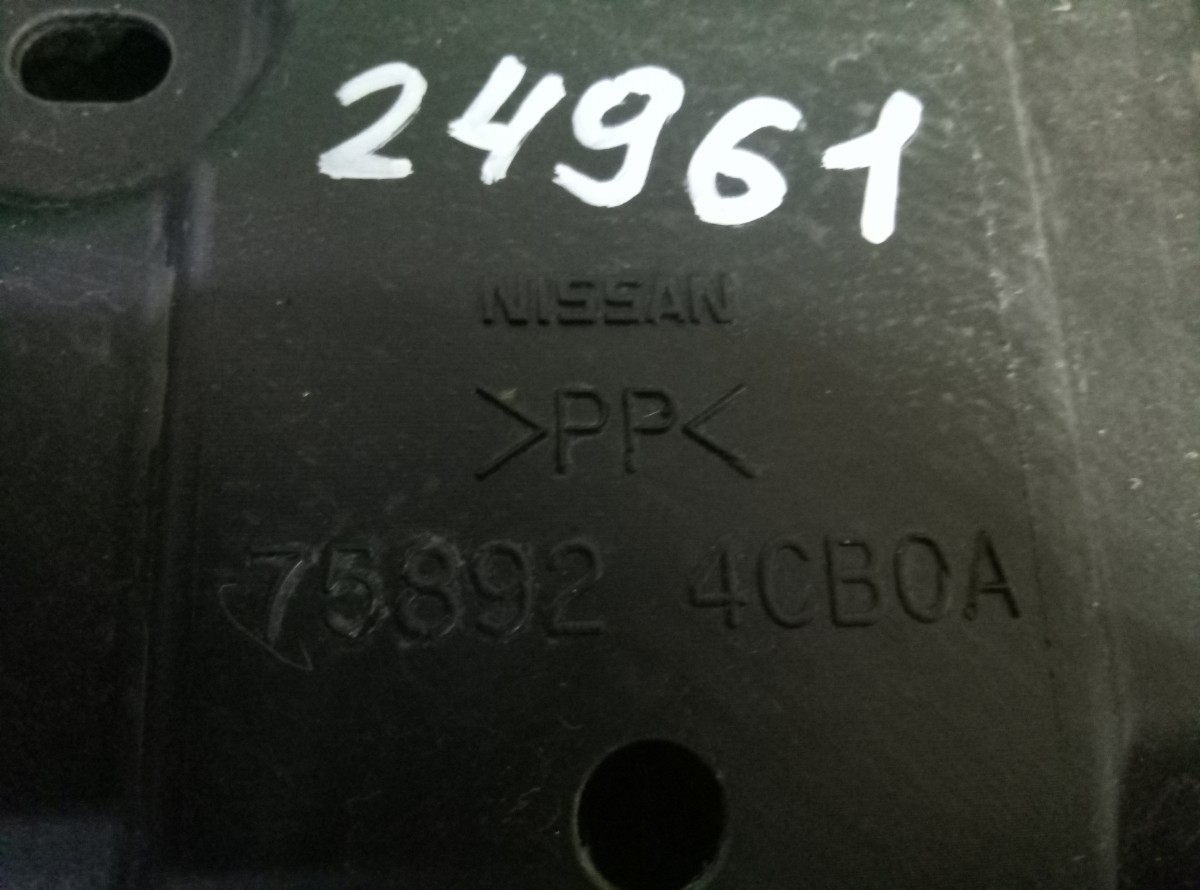 24961
NISSAN
>PP<
75892 4CB0A